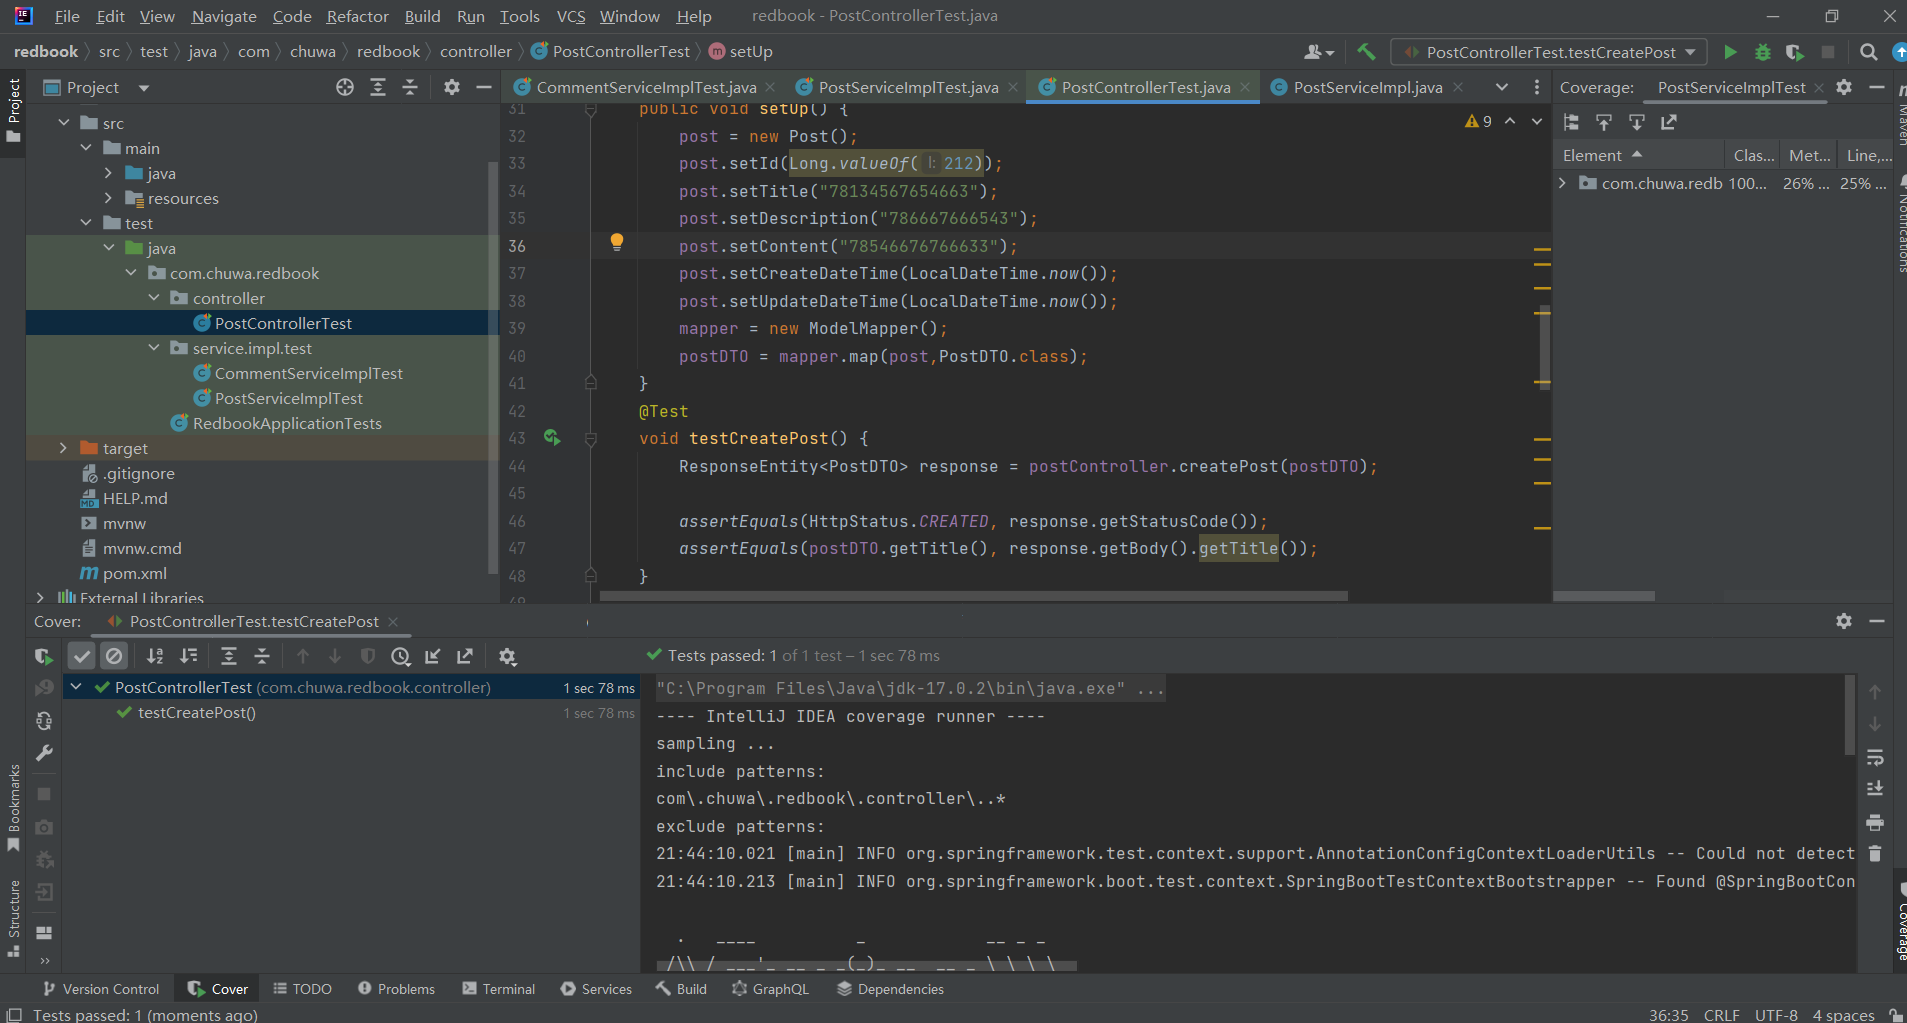 File Edit View Navigate Code Refactor Build Run Tools VCS Window Help redbook - PostControllerTest.java
redbook src test java com chuwa redbook controller PostControllerTest setUp
PostControllerTest.testCreatePost
Project
Project
CommentServiceImplTest.java PostServiceImplTest.java PostControllerTest.java PostServiceImpl.java
Coverage: PostServiceImplTest
src
main
java
resources
test
java
com.chuwa.redbook
controller
PostControllerTest
service.impl.test
CommentServiceImplTest
PostServiceImplTest
RedbookApplicationTests
target
.gitignore
HELP.md
mvnw
mvnw.cmd
pom.xml
External Libraries
9
31 public void setUp() {
32 post = new Post();
33 post.setId(Long.valueOf( l: 212));
34 post.setTitle("78134567654663");
35 post.setDescription("786667666543");
36 post.setContent("78546676766633");
37 post.setCreateDateTime(LocalDateTime.now());
38 post.setUpdateDateTime(LocalDateTime.now());
39 mapper = new ModelMapper();
40 postDTO = mapper.map(post,PostDTO.class);
41 }
42 @Test
43 void testCreatePost() {
44 ResponseEntity<PostDTO> response = postController.createPost(postDTO);
45
46 assertEquals(HttpStatus.CREATED, response.getStatusCode());
47 assertEquals(postDTO.getTitle(), response.getBody().getTitle());
48 }
49
Element Clas... Met... Line,...
com.chuwa.redb 100... 26% ... 25% ...
Maven
Notifications
Coverage
Cover: PostControllerTest.testCreatePost
Tests passed: 1 of 1 test – 1 sec 78 ms
PostControllerTest (com.chuwa.redbook.controller) 1 sec 78 ms
testCreatePost() 1 sec 78 ms
"C:\Program Files\Java\jdk-17.0.2\bin\java.exe" ...
---- IntelliJ IDEA coverage runner ----
sampling ...
include patterns:
com\.chuwa\.redbook\.controller\..*
exclude patterns:
21:44:10.021 [main] INFO org.springframework.test.context.support.AnnotationConfigContextLoaderUtils -- Could not detect
21:44:10.213 [main] INFO org.springframework.boot.test.context.SpringBootTestContextBootstrapper -- Found @SpringBootCon
Bookmarks
Structure
Version Control Cover TODO Problems Terminal Services Build GraphQL Dependencies
Tests passed: 1 (moments ago) 36:35 CRLF UTF-8 4 spaces